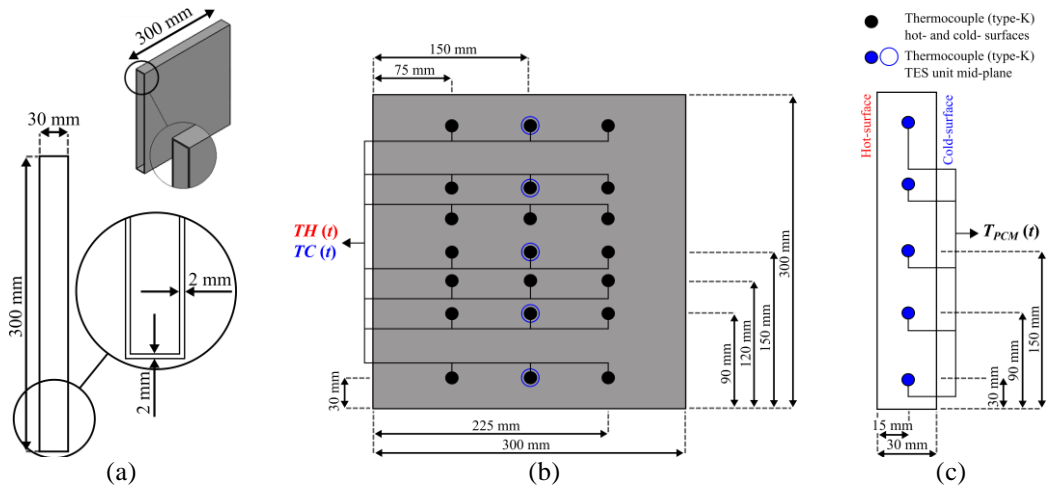 300 mm
30 mm
300 mm
2 mm
2 mm
(a)
150 mm
75 mm
TH (t)
TC (t)
30 mm
90 mm
120 mm
150 mm
300 mm
225 mm
300 mm
(b)
Thermocouple (type-K)
hot- and cold- surfaces
Thermocouple (type-K)
TES unit mid-plane
Hot-surface
Cold-surface
TPCM (t)
30 mm
90 mm
150 mm
15 mm
30 mm
(c)